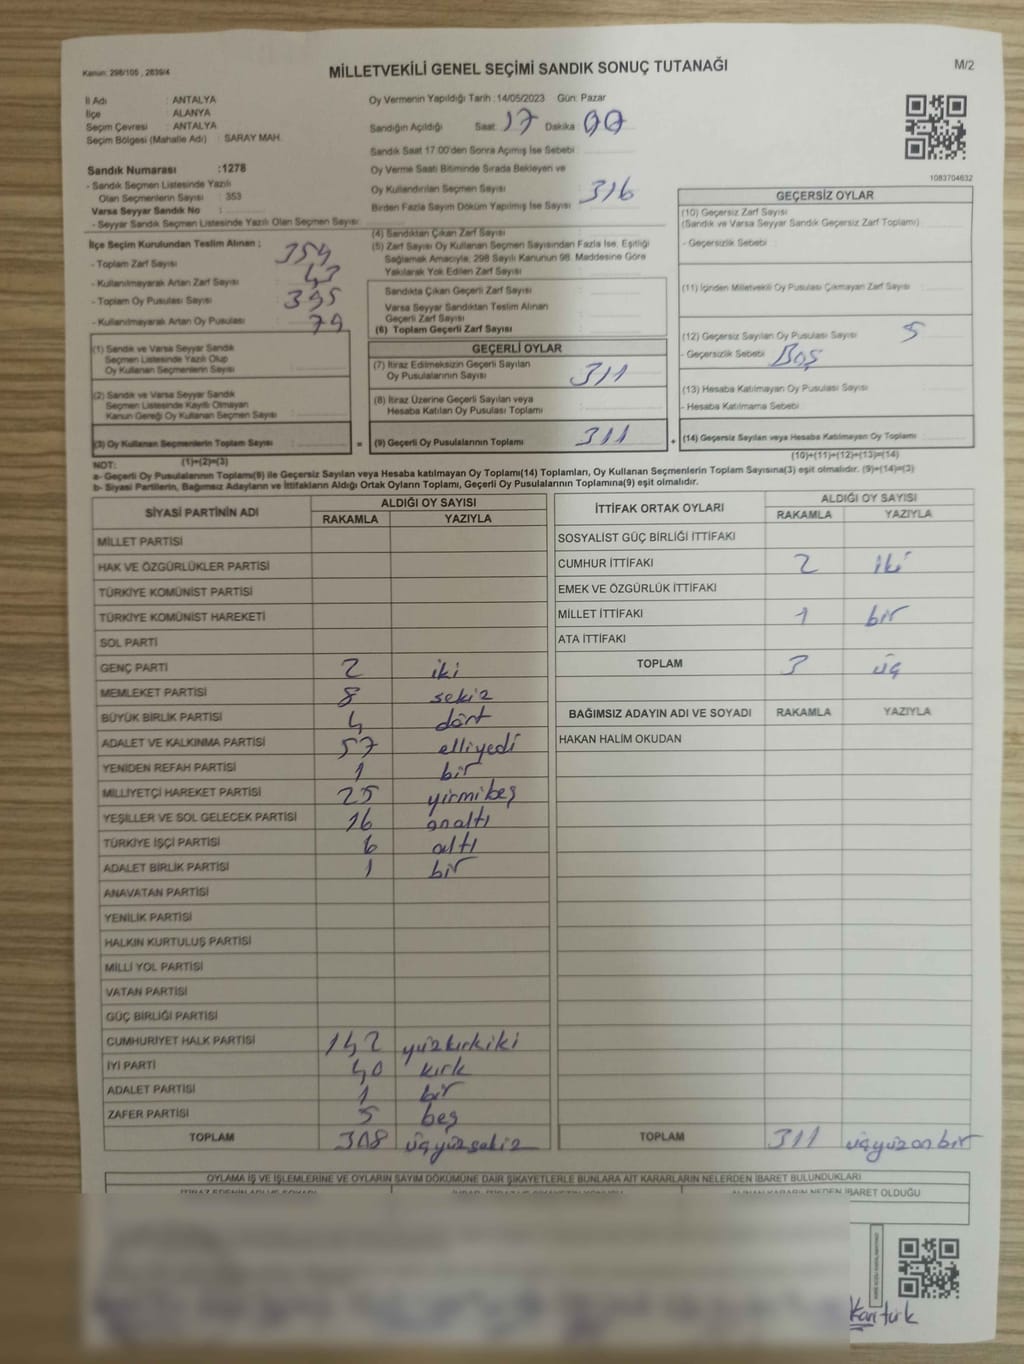 Kanun: 298/105 , 2839/4
MİLLETVEKİLİ GENEL SEÇİMİ SANDIK SONUÇ TUTANAĞI
M/2
İl Adı : ANTALYA
İlçe : ALANYA
Seçim Çevresi : ANTALYA
Seçim Bölgesi (Mahalle Adı) : SARAY MAH.
Sandık Numarası :1278
- Sandık Seçmen Listesinde Yazılı
Olan Seçmenlerin Sayısı : 353
Varsa Seyyar Sandık No :
- Seyyar Sandık Seçmen Listesinde Yazılı Olan Seçmen Sayısı:
İlçe Seçim Kurulundan Teslim Alınan ;
- Toplam Zarf Sayısı : 354
- Kullanılmayarak Artan Zarf Sayısı : 43
- Toplam Oy Pusulası Sayısı : 395
- Kullanılmayarak Artan Oy Pusulası : 79
(1) Sandık ve Varsa Seyyar Sandık
Seçmen Listesinde Yazılı Olup
Oy Kullanan Seçmenlerin Sayısı :
(2) Sandık ve Varsa Seyyar Sandık
Seçmen Listesinde Kayıtlı Olmayan
Kanun Gereği Oy Kullanan Seçmen Sayısı :
(3) Oy Kullanan Seçmenlerin Toplam Sayısı :
(1)+(2)=(3)
Oy Vermenin Yapıldığı Tarih :14/05/2023 Gün: Pazar
Sandığın Açıldığı Saat: 17 Dakika: 00
Sandık Saat 17:00'den Sonra Açımış İse Sebebi :
Oy Verme Saati Bitiminde Sırada Bekleyen ve
Oy Kullandırılan Seçmen Sayısı : 316
Birden Fazla Sayım Döküm Yapılmış İse Sayısı :
(4) Sandıktan Çıkan Zarf Sayısı :
(5) Zarf Sayısı Oy Kullanan Seçmen Sayısından Fazla İse, Eşitliği
Sağlamak Amacıyla, 298 Sayılı Kanunun 98. Maddesine Göre
Yakılarak Yok Edilen Zarf Sayısı :
Sandıkta Çıkan Geçerli Zarf Sayısı :
Varsa Seyyar Sandıktan Teslim Alınan
Geçerli Zarf Sayısı :
(6) Toplam Geçerli Zarf Sayısı
GEÇERLİ OYLAR
(7) İtiraz Edilmeksizin Geçerli Sayılan
Oy Pusulalarının Sayısı : 311
(8) İtiraz Üzerine Geçerli Sayılan veya
Hesaba Katılan Oy Pusulası Toplamı :
= (9) Geçerli Oy Pusulalarının Toplamı : 311
1083704632
GEÇERSİZ OYLAR
(10) Geçersiz Zarf Sayısı
(Sandık ve Varsa Seyyar Sandık Geçersiz Zarf Toplamı) :
- Geçersizlik Sebebi :
(11) İçinden Milletvekili Oy Pusulası Çıkmayan Zarf Sayısı :
(12) Geçersiz Sayılan Oy Pusulası Sayısı : 5
- Geçersizlik Sebebi : Boş
(13) Hesaba Katılmayan Oy Pusulası Sayısı :
- Hesaba Katılmama Sebebi :
+ (14) Geçersiz Sayılan veya Hesaba Katılmayan Oy Toplamı :
(10)+(11)+(12)+(13)=(14)
NOT:
a- Geçerli Oy Pusulalarının Toplamı(9) ile Geçersiz Sayılan veya Hesaba katılmayan Oy Toplamı(14) Toplamları, Oy Kullanan Seçmenlerin Toplam Sayısına(3) eşit olmalıdır. (9)+(14)=(3)
b- Siyasi Partilerin, Bağımsız Adayların ve İttifakların Aldığı Ortak Oyların Toplamı, Geçerli Oy Pusulalarının Toplamına(9) eşit olmalıdır.
SİYASİ PARTİNİN ADI
ALDIĞI OY SAYISI
RAKAMLA YAZIYLA
MİLLET PARTİSİ
HAK VE ÖZGÜRLÜKLER PARTİSİ
TÜRKİYE KOMÜNİST PARTİSİ
TÜRKİYE KOMÜNİST HAREKETİ
SOL PARTİ
GENÇ PARTİ 2 iki
MEMLEKET PARTİSİ 8 sekiz
BÜYÜK BİRLİK PARTİSİ 4 dört
ADALET VE KALKINMA PARTİSİ 57 elliyedi
YENİDEN REFAH PARTİSİ 1 bir
MİLLİYETÇİ HAREKET PARTİSİ 25 yirmibeş
YEŞİLLER VE SOL GELECEK PARTİSİ 16 onaltı
TÜRKİYE İŞÇİ PARTİSİ 6 altı
ADALET BİRLİK PARTİSİ 1 bir
ANAVATAN PARTİSİ
YENİLİK PARTİSİ
HALKIN KURTULUŞ PARTİSİ
MİLLİ YOL PARTİSİ
VATAN PARTİSİ
GÜÇ BİRLİĞİ PARTİSİ
CUMHURİYET HALK PARTİSİ 142 yüzkırkiki
İYİ PARTİ 40 kırk
ADALET PARTİSİ 1 bir
ZAFER PARTİSİ 5 beş
TOPLAM 308 üçyüzsekiz
İTTİFAK ORTAK OYLARI
ALDIĞI OY SAYISI
RAKAMLA YAZIYLA
SOSYALİST GÜÇ BİRLİĞİ İTTİFAKI
CUMHUR İTTİFAKI 2 iki
EMEK VE ÖZGÜRLÜK İTTİFAKI
MİLLET İTTİFAKI 1 bir
ATA İTTİFAKI
TOPLAM 3 üç
BAĞIMSIZ ADAYIN ADI VE SOYADI RAKAMLA YAZIYLA
HAKAN HALİM OKUDAN
TOPLAM 311 üçyüzonbir
OYLAMA İŞ VE İŞLEMLERİNE VE OYLARIN SAYIM DÖKÜMÜNE DAİR ŞİKAYETLERLE BUNLARA AİT KARARLARIN NELERDEN İBARET BULUNDUKLARI
İBARET OLDUĞU